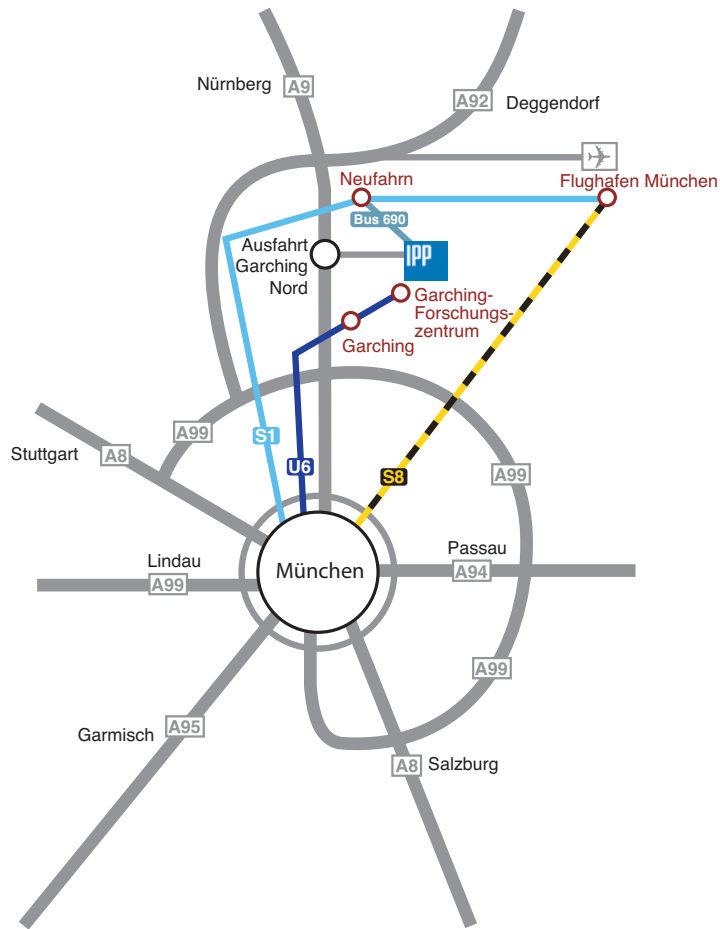 Nürnberg
A9
A92
Deggendorf
Neufahrn
Flughafen München
Bus 690
Ausfahrt
Garching
Nord
IPP
Garching-
Forschungs-
zentrum
Garching
A99
S1
Stuttgart
A8
U6
S8
A99
Lindau
A99
München
Passau
A94
A99
Garmisch
A95
A8
Salzburg